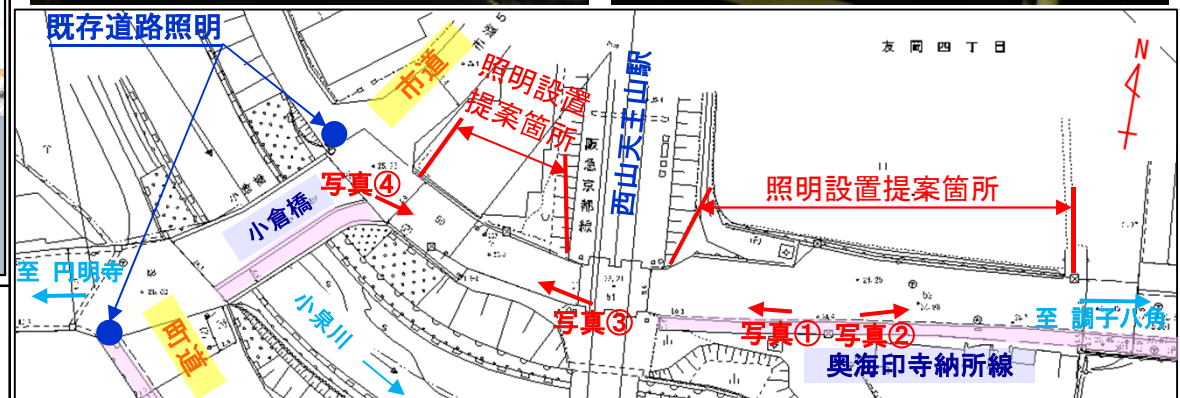 既存道路照明
市道
市道5
照明設置
提案箇所
西山天王山駅
阪急京都線
友岡四丁目
N
写真④
小倉橋
照明設置提案箇所
至 円明寺
町道
小泉川
写真③
写真①
写真②
至 調子八角
奥海印寺納所線